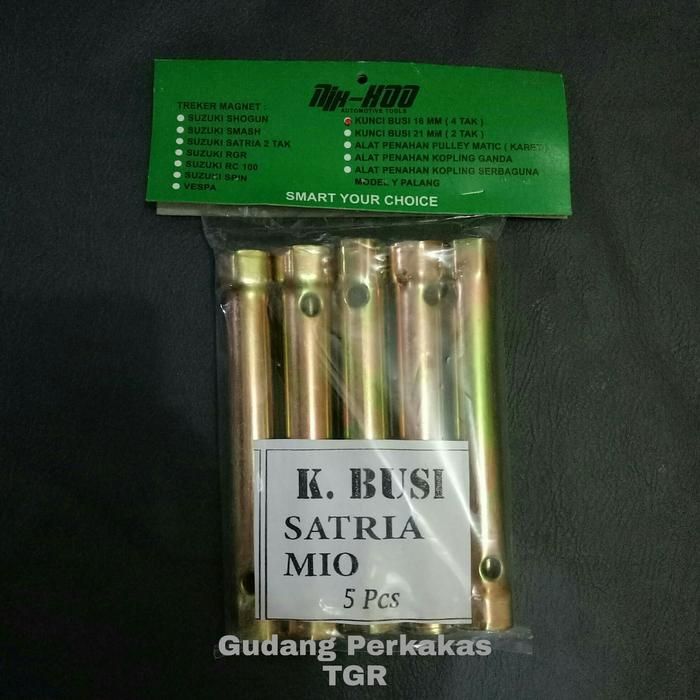 Nik-KOO
AUTOMOTIVE TOOLS
TREKER MAGNET :
SUZUKI SHOGUN
SUZUKI SMASH
SUZUKI SATRIA 2 TAK
SUZUKI RGR
SUZUKI RC 100
SUZUKI SPIN
VESPA
KUNCI BUSI 16 MM ( 4 TAK )
KUNCI BUSI 21 MM ( 2 TAK )
ALAT PENAHAN PULLEY MATIC ( KARET )
ALAT PENAHAN KOPLING GANDA
ALAT PENAHAN KOPLING SERBAGUNA
MODEL Y PALANG
SMART YOUR CHOICE
K. BUSI
SATRIA
MIO
5 Pcs
Gudang Perkakas
TGR